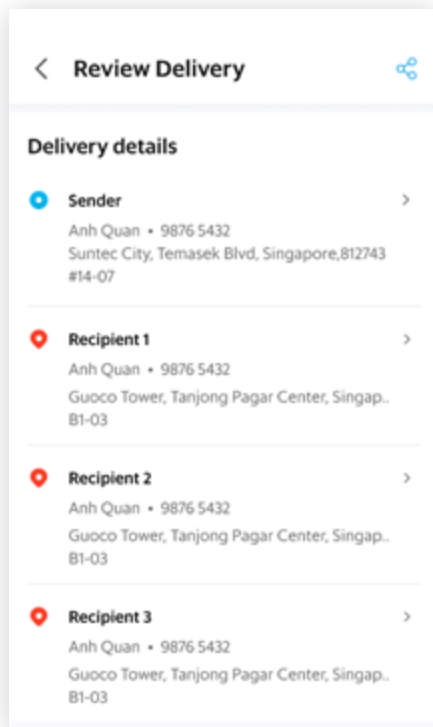 Review Delivery
Delivery details
Sender
Anh Quan • 9876 5432
Suntec City, Temasek Blvd, Singapore,812743
#14-07
Recipient 1
Anh Quan • 9876 5432
Guoco Tower, Tanjong Pagar Center, Singap..
B1-03
Recipient 2
Anh Quan • 9876 5432
Guoco Tower, Tanjong Pagar Center, Singap..
B1-03
Recipient 3
Anh Quan • 9876 5432
Guoco Tower, Tanjong Pagar Center, Singap..
B1-03